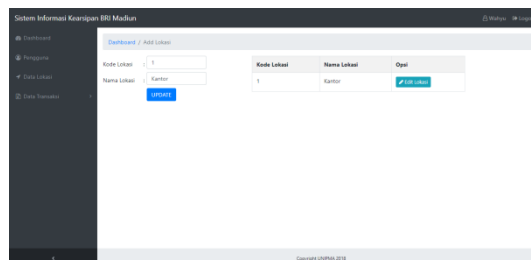 Sistem Informasi Kearsipan BRI Madiun
Wahyu
Dashboard
Dashboard / Add Lokasi
Pengguna
Kode Lokasi : 1
Kode Lokasi Nama Lokasi Opsi
Data Lokasi
Nama Lokasi : Kantor
1 Kantor Edit Lokasi
UPDATE
Data Transaksi
Copyright UNIPMA 2018